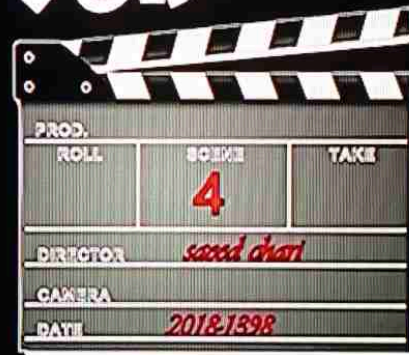 PROD.
ROLL SCENE TAKE
4
DIRECTOR saeed chari
CAMERA
DATE 2018-1398